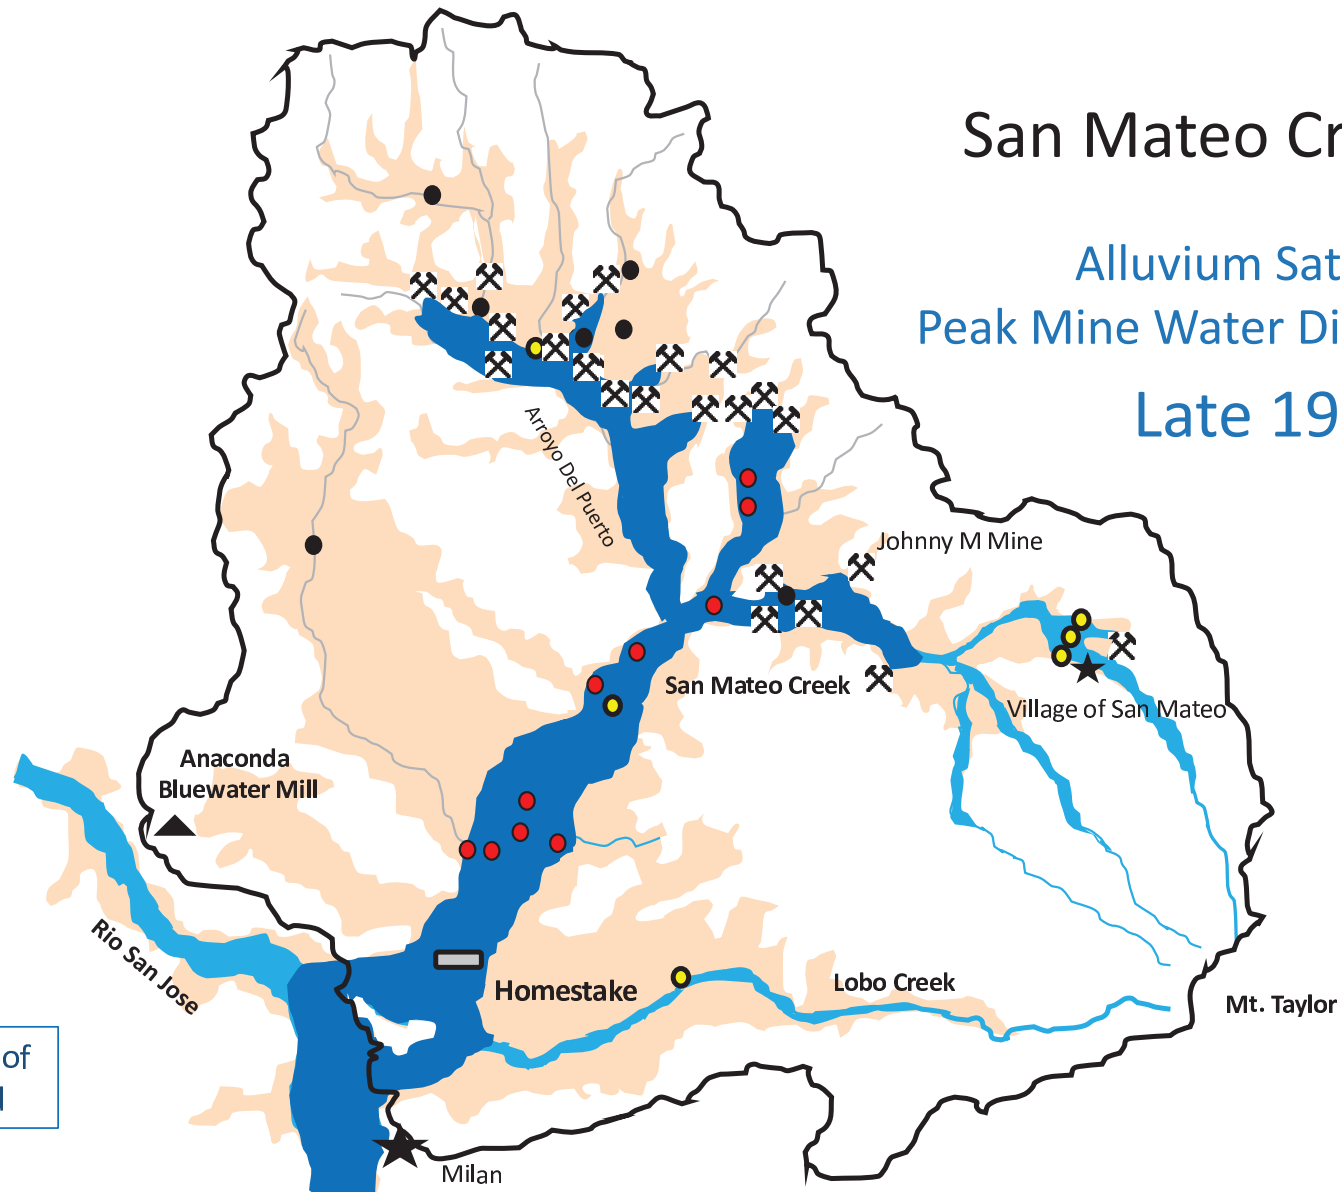 San Mateo Cr
Alluvium Sat
Peak Mine Water Di
Late 19
Arroyo Del Puerto
Johnny M Mine
San Mateo Creek
Village of San Mateo
Anaconda
Bluewater Mill
Rio San Jose
Homestake
Lobo Creek
Mt. Taylor
of
Milan